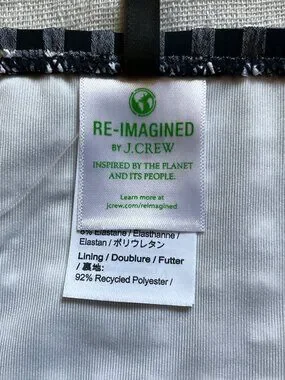 RE-IMAGINED
BY J.CREW
INSPIRED BY THE PLANET
AND ITS PEOPLE.
Learn more at
jcrew.com/reimagined
8% Elastane / Elasthanne /
Elastan / ポリウレタン
Lining / Doublure / Futter
/ 裏地:
92% Recycled Polyester /